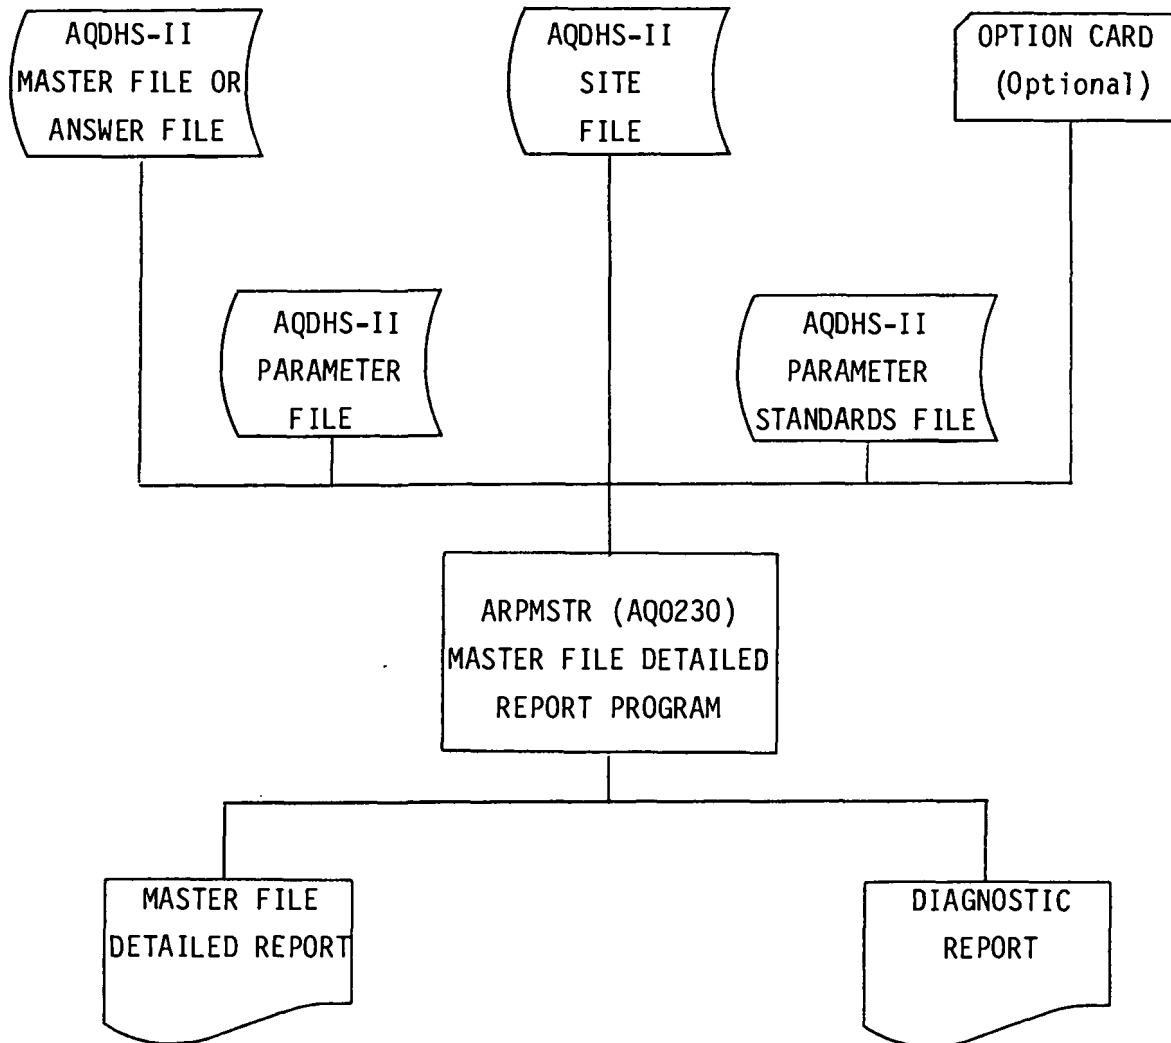 AQDHS-II
MASTER FILE OR
ANSWER FILE
AQDHS-II
SITE
FILE
OPTION CARD
(Optional)
AQDHS-II
PARAMETER
FILE
AQDHS-II
PARAMETER
STANDARDS FILE
ARPMSTR (AQ0230)
MASTER FILE DETAILED
REPORT PROGRAM
MASTER FILE
DETAILED REPORT
DIAGNOSTIC
REPORT